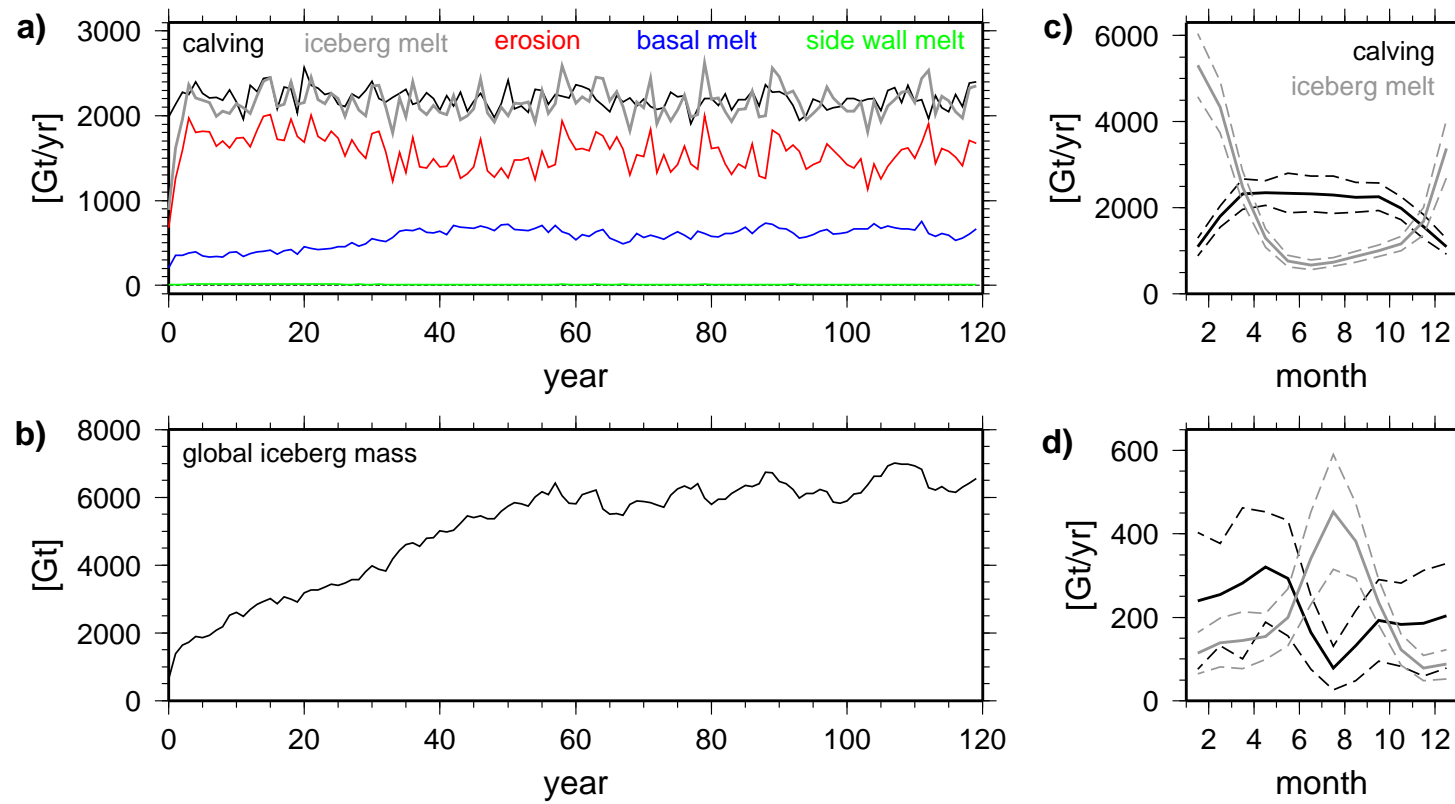 a)
[Gt/yr]
3000
2000
1000
0
calving iceberg melt erosion basal melt side wall melt
0 20 40 60 80 100 120
year
c)
[Gt/yr]
6000
4000
2000
0
calving
iceberg melt
2 4 6 8 10 12
month
b)
[Gt]
8000
6000
4000
2000
0
global iceberg mass
0 20 40 60 80 100 120
year
d)
[Gt/yr]
600
400
200
0
2 4 6 8 10 12
month